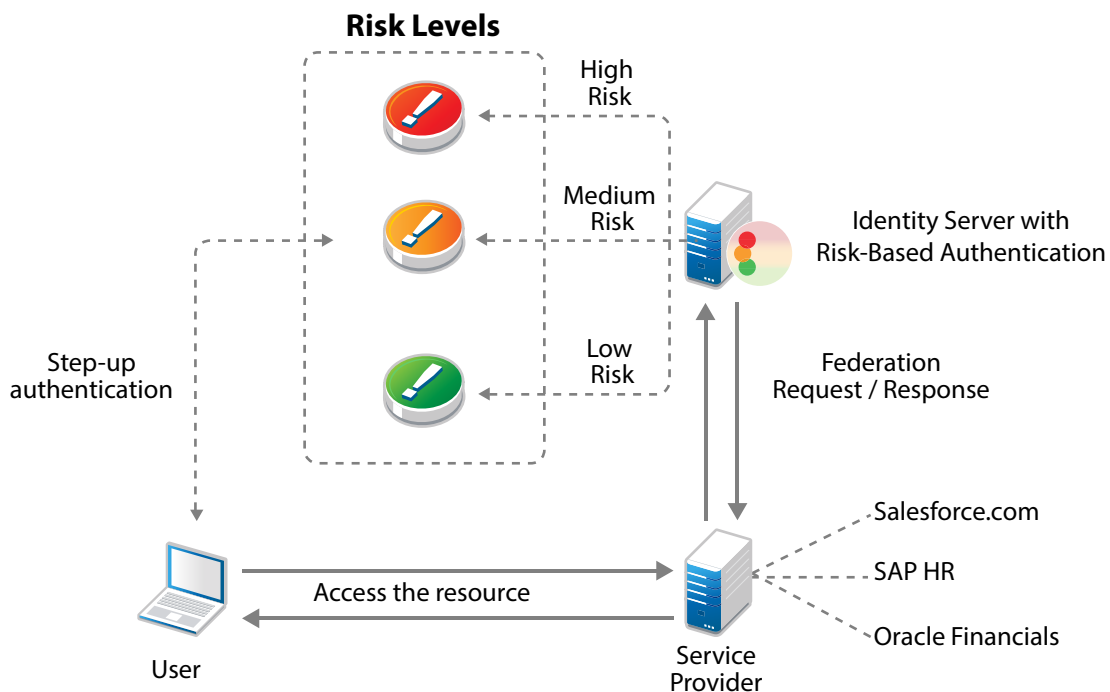 Risk Levels
High
Risk
Medium
Risk
Identity Server with
Risk-Based Authentication
Low
Risk
Step-up
authentication
Federation
Request / Response
Salesforce.com
SAP HR
Oracle Financials
Access the resource
User
Service
Provider